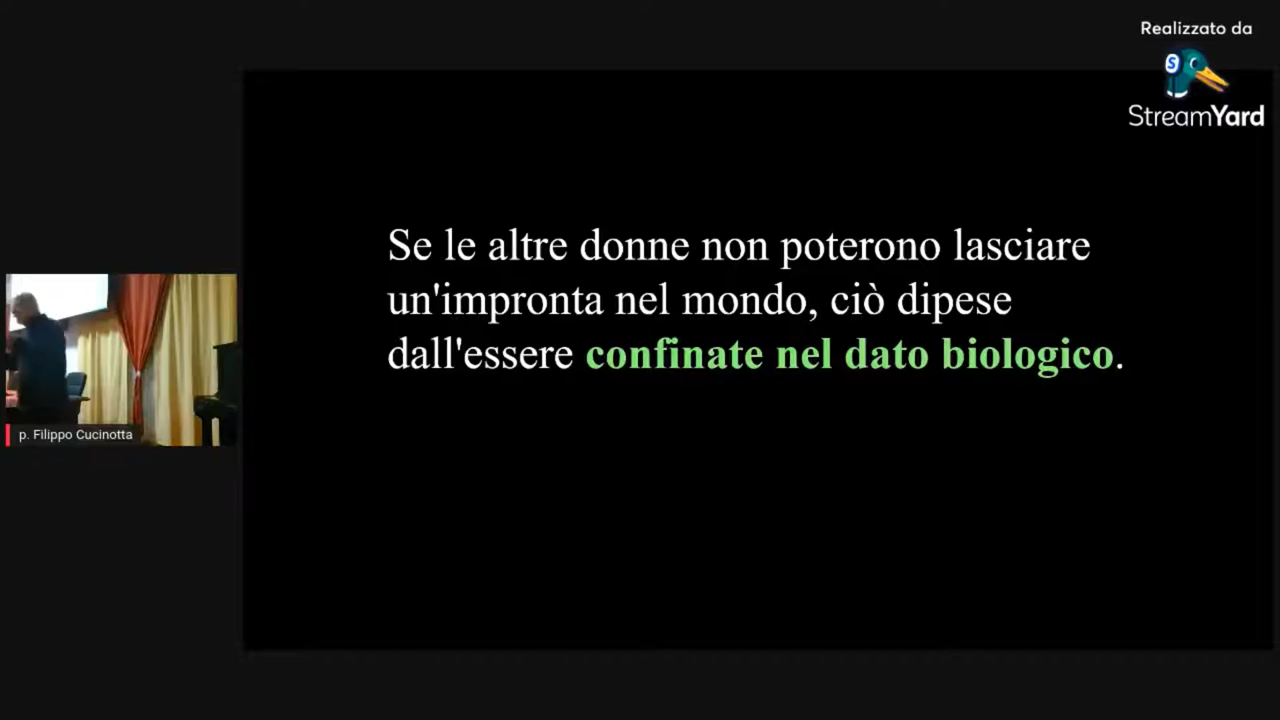 Realizzato da
S
StreamYard
Se le altre donne non poterono lasciare
un'impronta nel mondo, ciò dipese
dall'essere confinate nel dato biologico.
p. Filippo Cucinotta